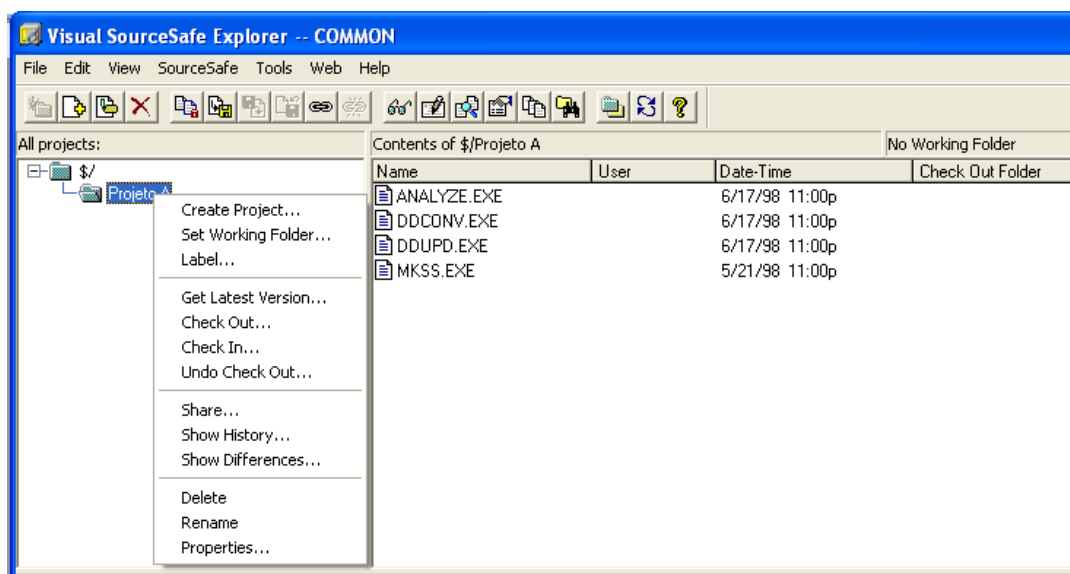 Visual SourceSafe Explorer -- COMMON
File Edit View SourceSafe Tools Web Help
All projects:
Contents of $/Projeto A
No Working Folder
$/
Projeto A
Name User Date-Time Check Out Folder
ANALYZE.EXE 6/17/98 11:00p
DDCONV.EXE 6/17/98 11:00p
DDUPD.EXE 6/17/98 11:00p
MKSS.EXE 5/21/98 11:00p
Create Project...
Set Working Folder...
Label...
Get Latest Version...
Check Out...
Check In...
Undo Check Out...
Share...
Show History...
Show Differences...
Delete
Rename
Properties...